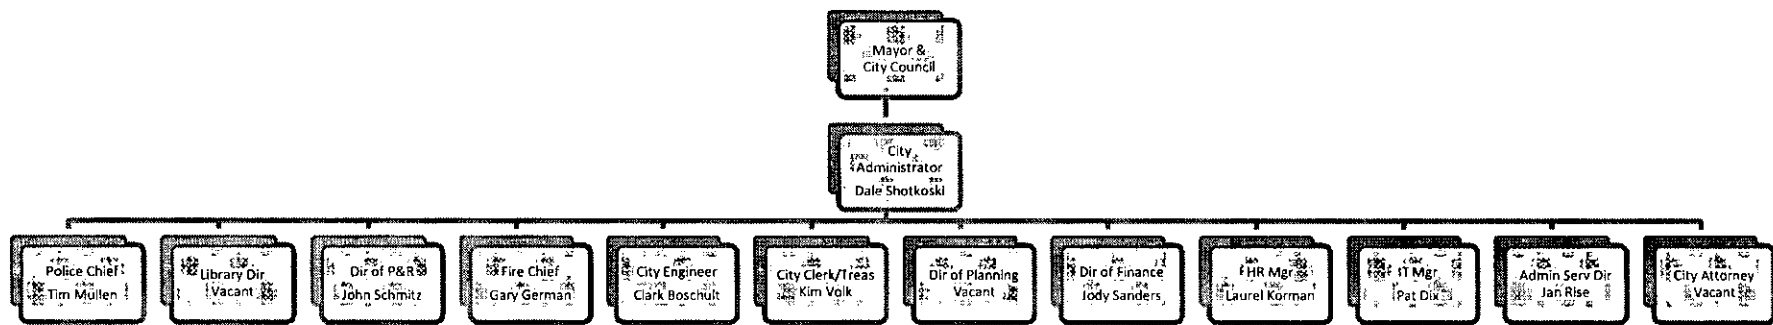 Mayor &
City Council
City
Administrator
Dale Shotkoski
Police Chief
Tim Mullen
Library Dir
Vacant
Dir of P&R
John Schmitz
Fire Chief
Gary German
City Engineer
Clark Boschult
City Clerk/Treas
Kim Volk
Dir of Planning
Vacant
Dir of Finance
Jody Sanders
HR Mgr
Laurel Korman
IT Mgr
Pat Dix
Admin Serv Dir
Jan Rise
City Attorney
Vacant